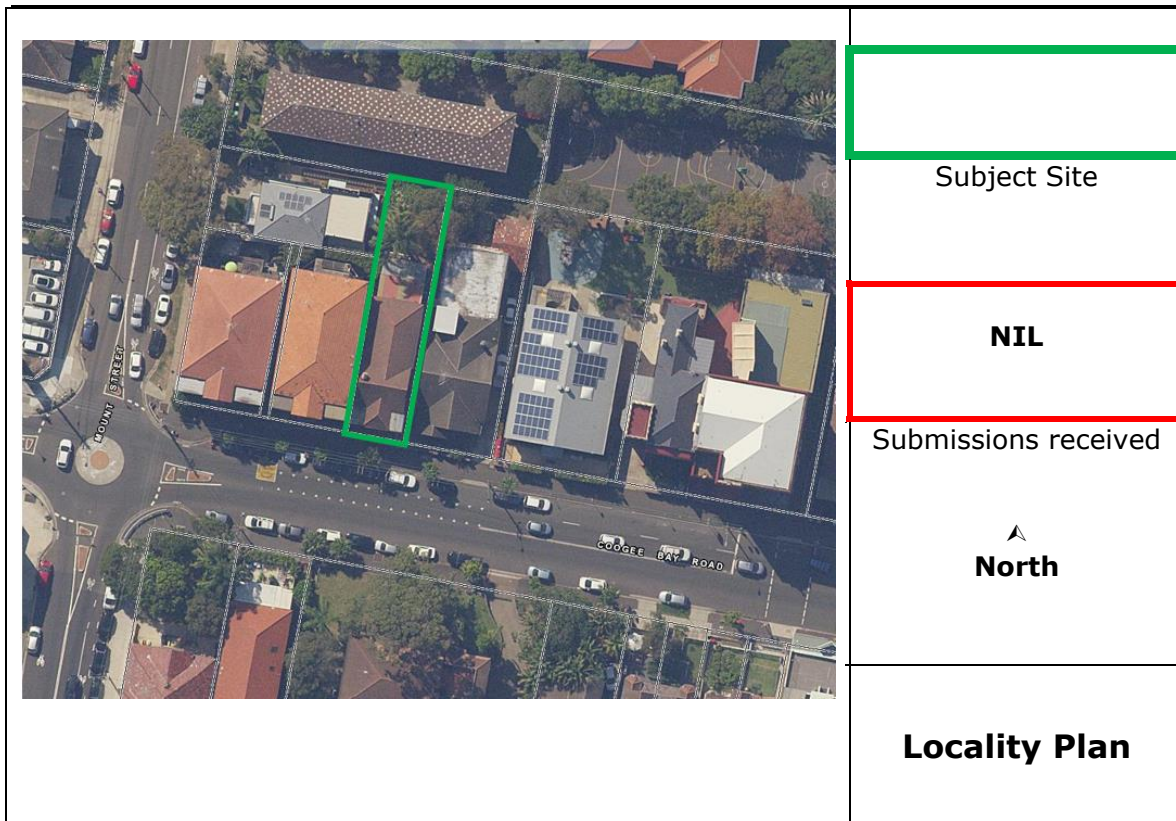 MOUNT STREET
COOGEE BAY ROAD
Subject Site
NIL
Submissions received
North
Locality Plan